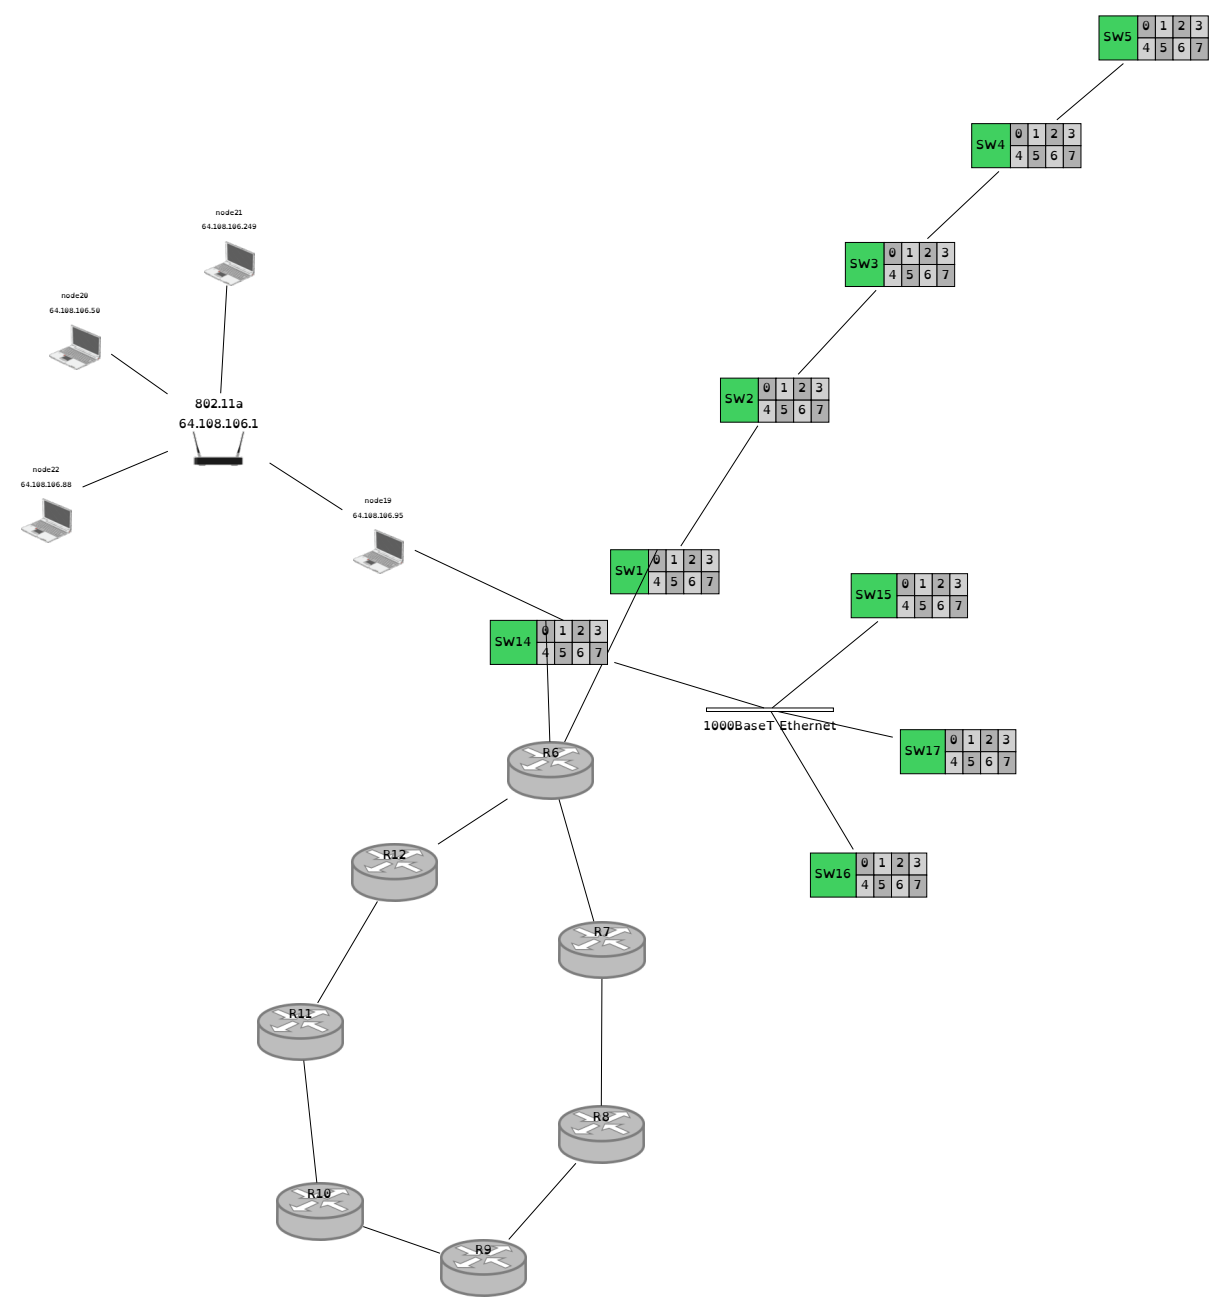 SW5 0 1 2 3
4 5 6 7
SW4 0 1 2 3
4 5 6 7
node21
64.108.106.249
SW3 0 1 2 3
4 5 6 7
node20
64.108.106.50
SW2 0 1 2 3
4 5 6 7
802.11a
64.108.106.1
node22
64.108.106.88
node19
64.108.106.95
SW1 0 1 2 3
4 5 6 7
SW15 0 1 2 3
4 5 6 7
SW14 0 1 2 3
4 5 6 7
1000BaseT Ethernet
SW17 0 1 2 3
4 5 6 7
R6
R12
SW16 0 1 2 3
4 5 6 7
R7
R11
R8
R10
R9